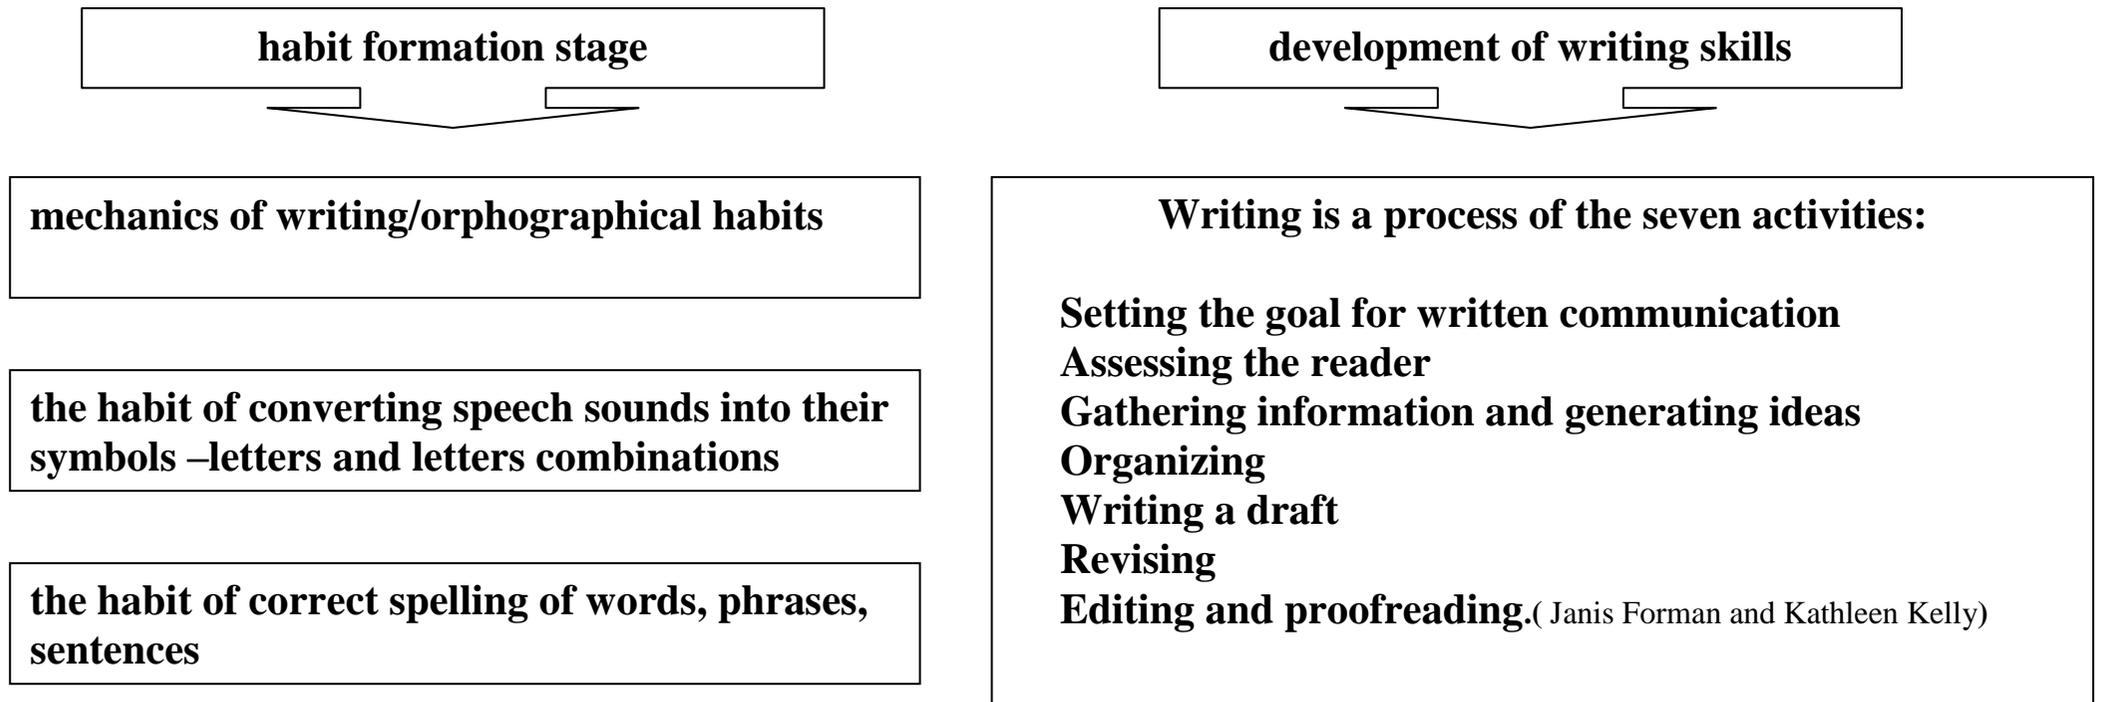 habit formation stage
mechanics of writing/orphographical habits
the habit of converting speech sounds into their
symbols –letters and letters combinations
the habit of correct spelling of words, phrases,
sentences
development of writing skills
Writing is a process of the seven activities:
Setting the goal for written communication
Assessing the reader
Gathering information and generating ideas
Organizing
Writing a draft
Revising
Editing and proofreading.( Janis Forman and Kathleen Kelly)